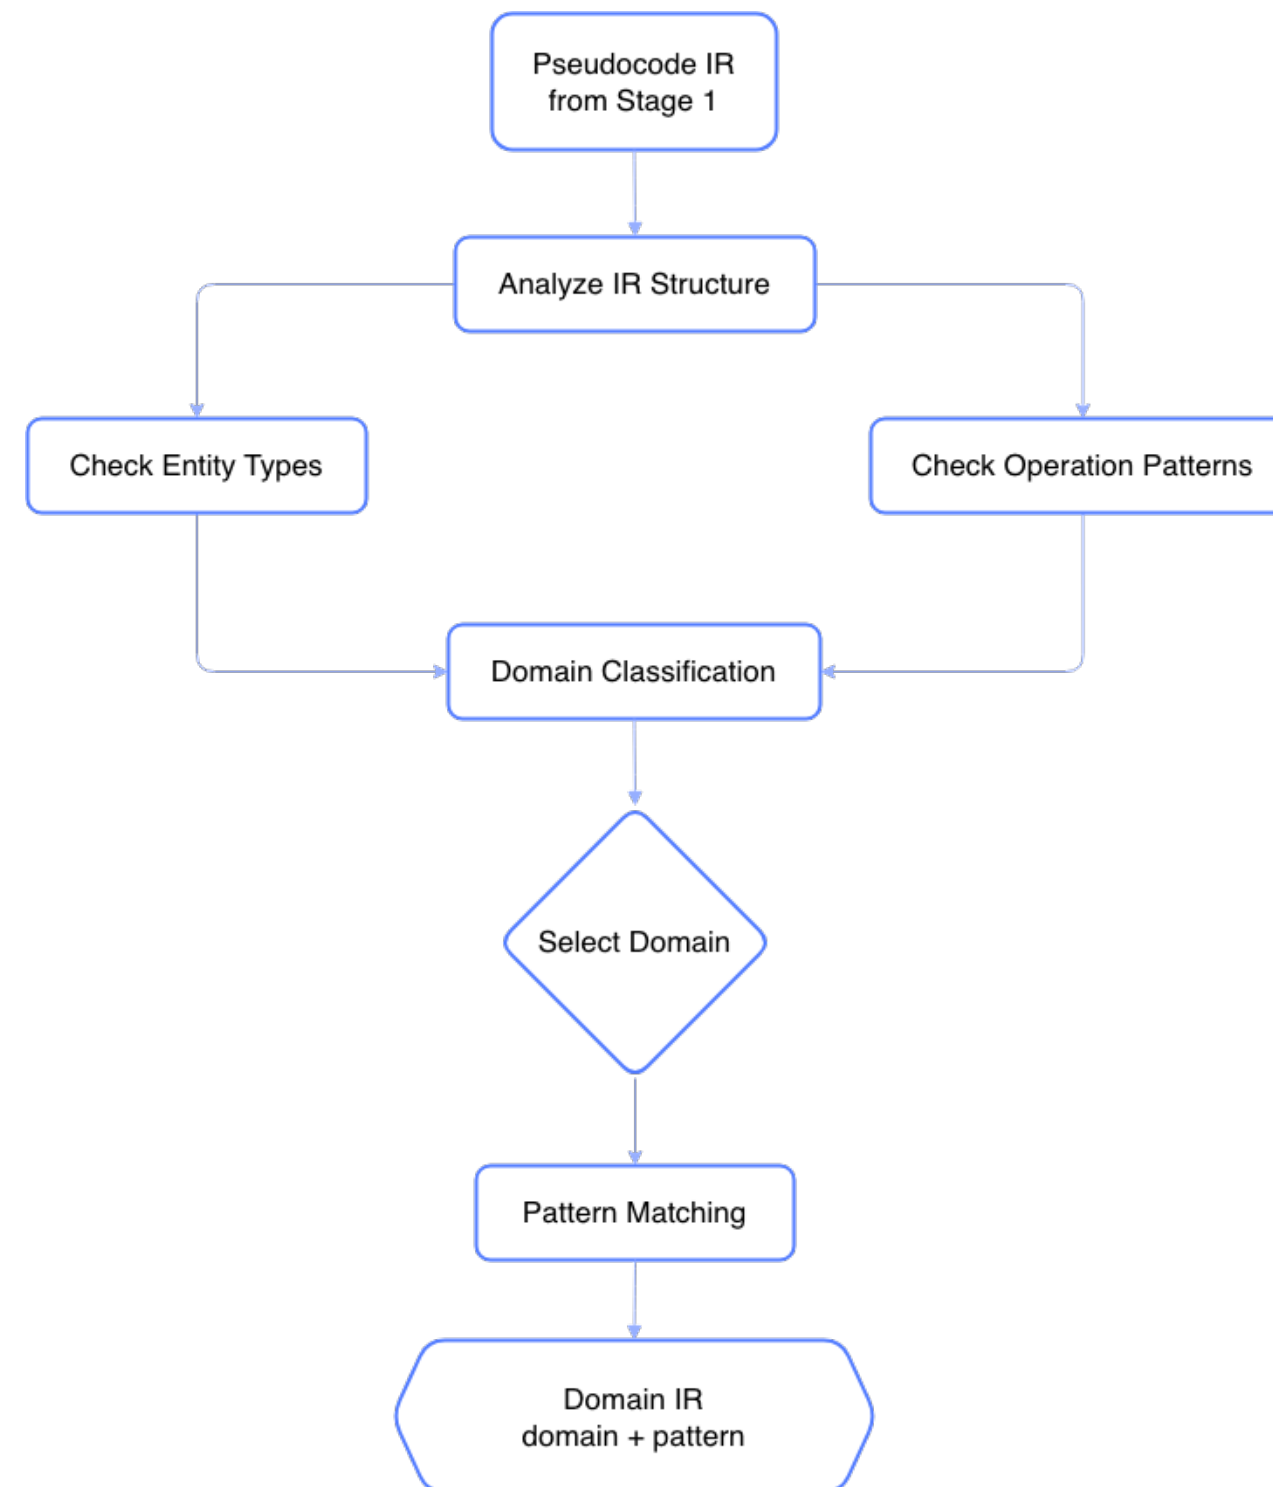 Pseudocode IR
from Stage 1
Analyze IR Structure
Check Entity Types
Check Operation Patterns
Domain Classification
Select Domain
Pattern Matching
Domain IR
domain + pattern